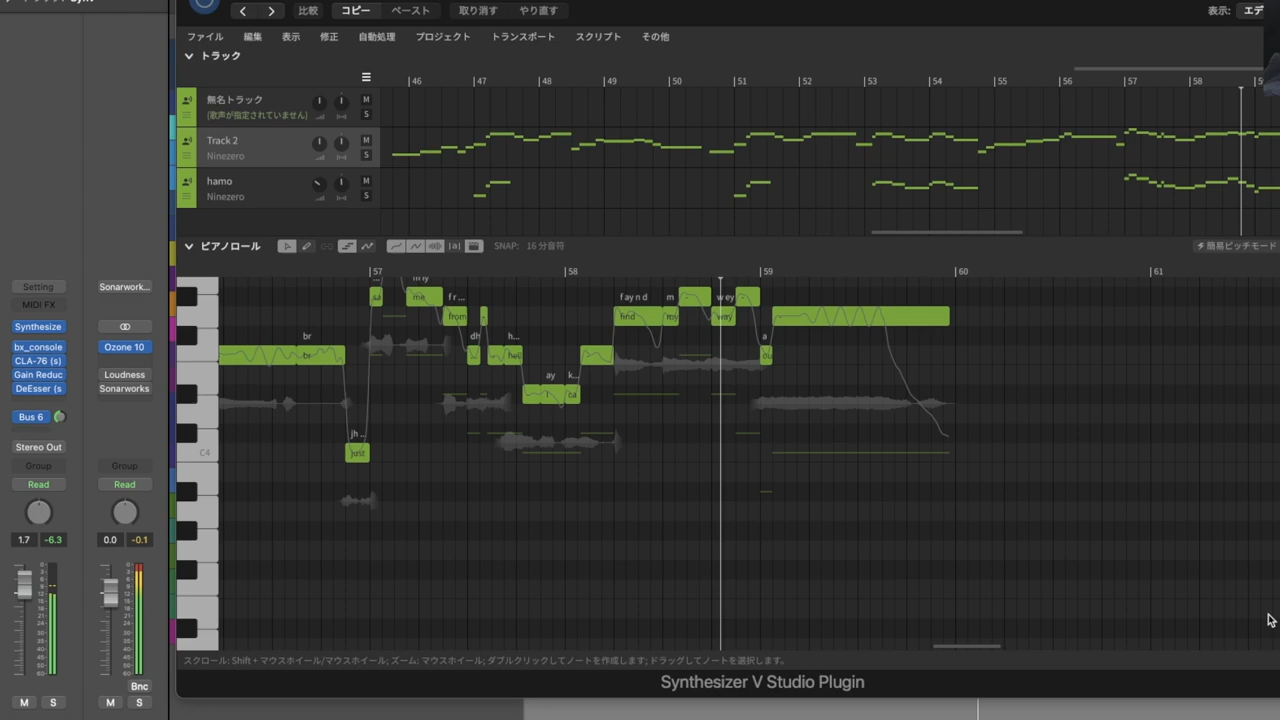 比較 コピー ペースト 取り消す やり直す 表示: エデ
ファイル 編集 表示 修正 自動処理 プロジェクト トランスポート スクリプト その他
トラック
46 47 48 49 50 51 52 53 54 55 56 57 58
無名トラック M
(歌声が指定されていません) S
Track 2 M
Ninezero S
hamo M
Ninezero S
ピアノロール SNAP: 16 分音符 簡易ピッチモード
57 58 59 60 61
br
br
jh ..
just
sa
me
f r ...
from
dh
h...
hell
ay
I
k...
ca
f ay n d
find
m
my
w ey
way
a
ou
C4
スクロール: Shift + マウスホイール/マウスホイール; ズーム: マウスホイール; ダブルクリックしてノートを作成します; ドラッグしてノートを選択します。
Synthesizer V Studio Plugin
Setting Sonarwork...
MIDI FX
Synthesize
bx_console Ozone 10
CLA-76 (s)
Gain Reduc Loudness
DeEsser (s Sonarworks
Bus 6
Stereo Out
Group Group
Read Read
1.7 -6.3 0.0 -0.1
Bnc
M S M S